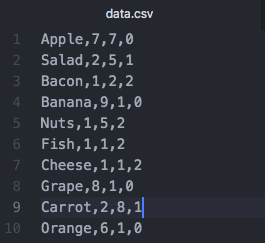 data.csv
1 Apple,7,7,0
2 Salad,2,5,1
3 Bacon,1,2,2
4 Banana,9,1,0
5 Nuts,1,5,2
6 Fish,1,1,2
7 Cheese,1,1,2
8 Grape,8,1,0
9 Carrot,2,8,1
10 Orange,6,1,0